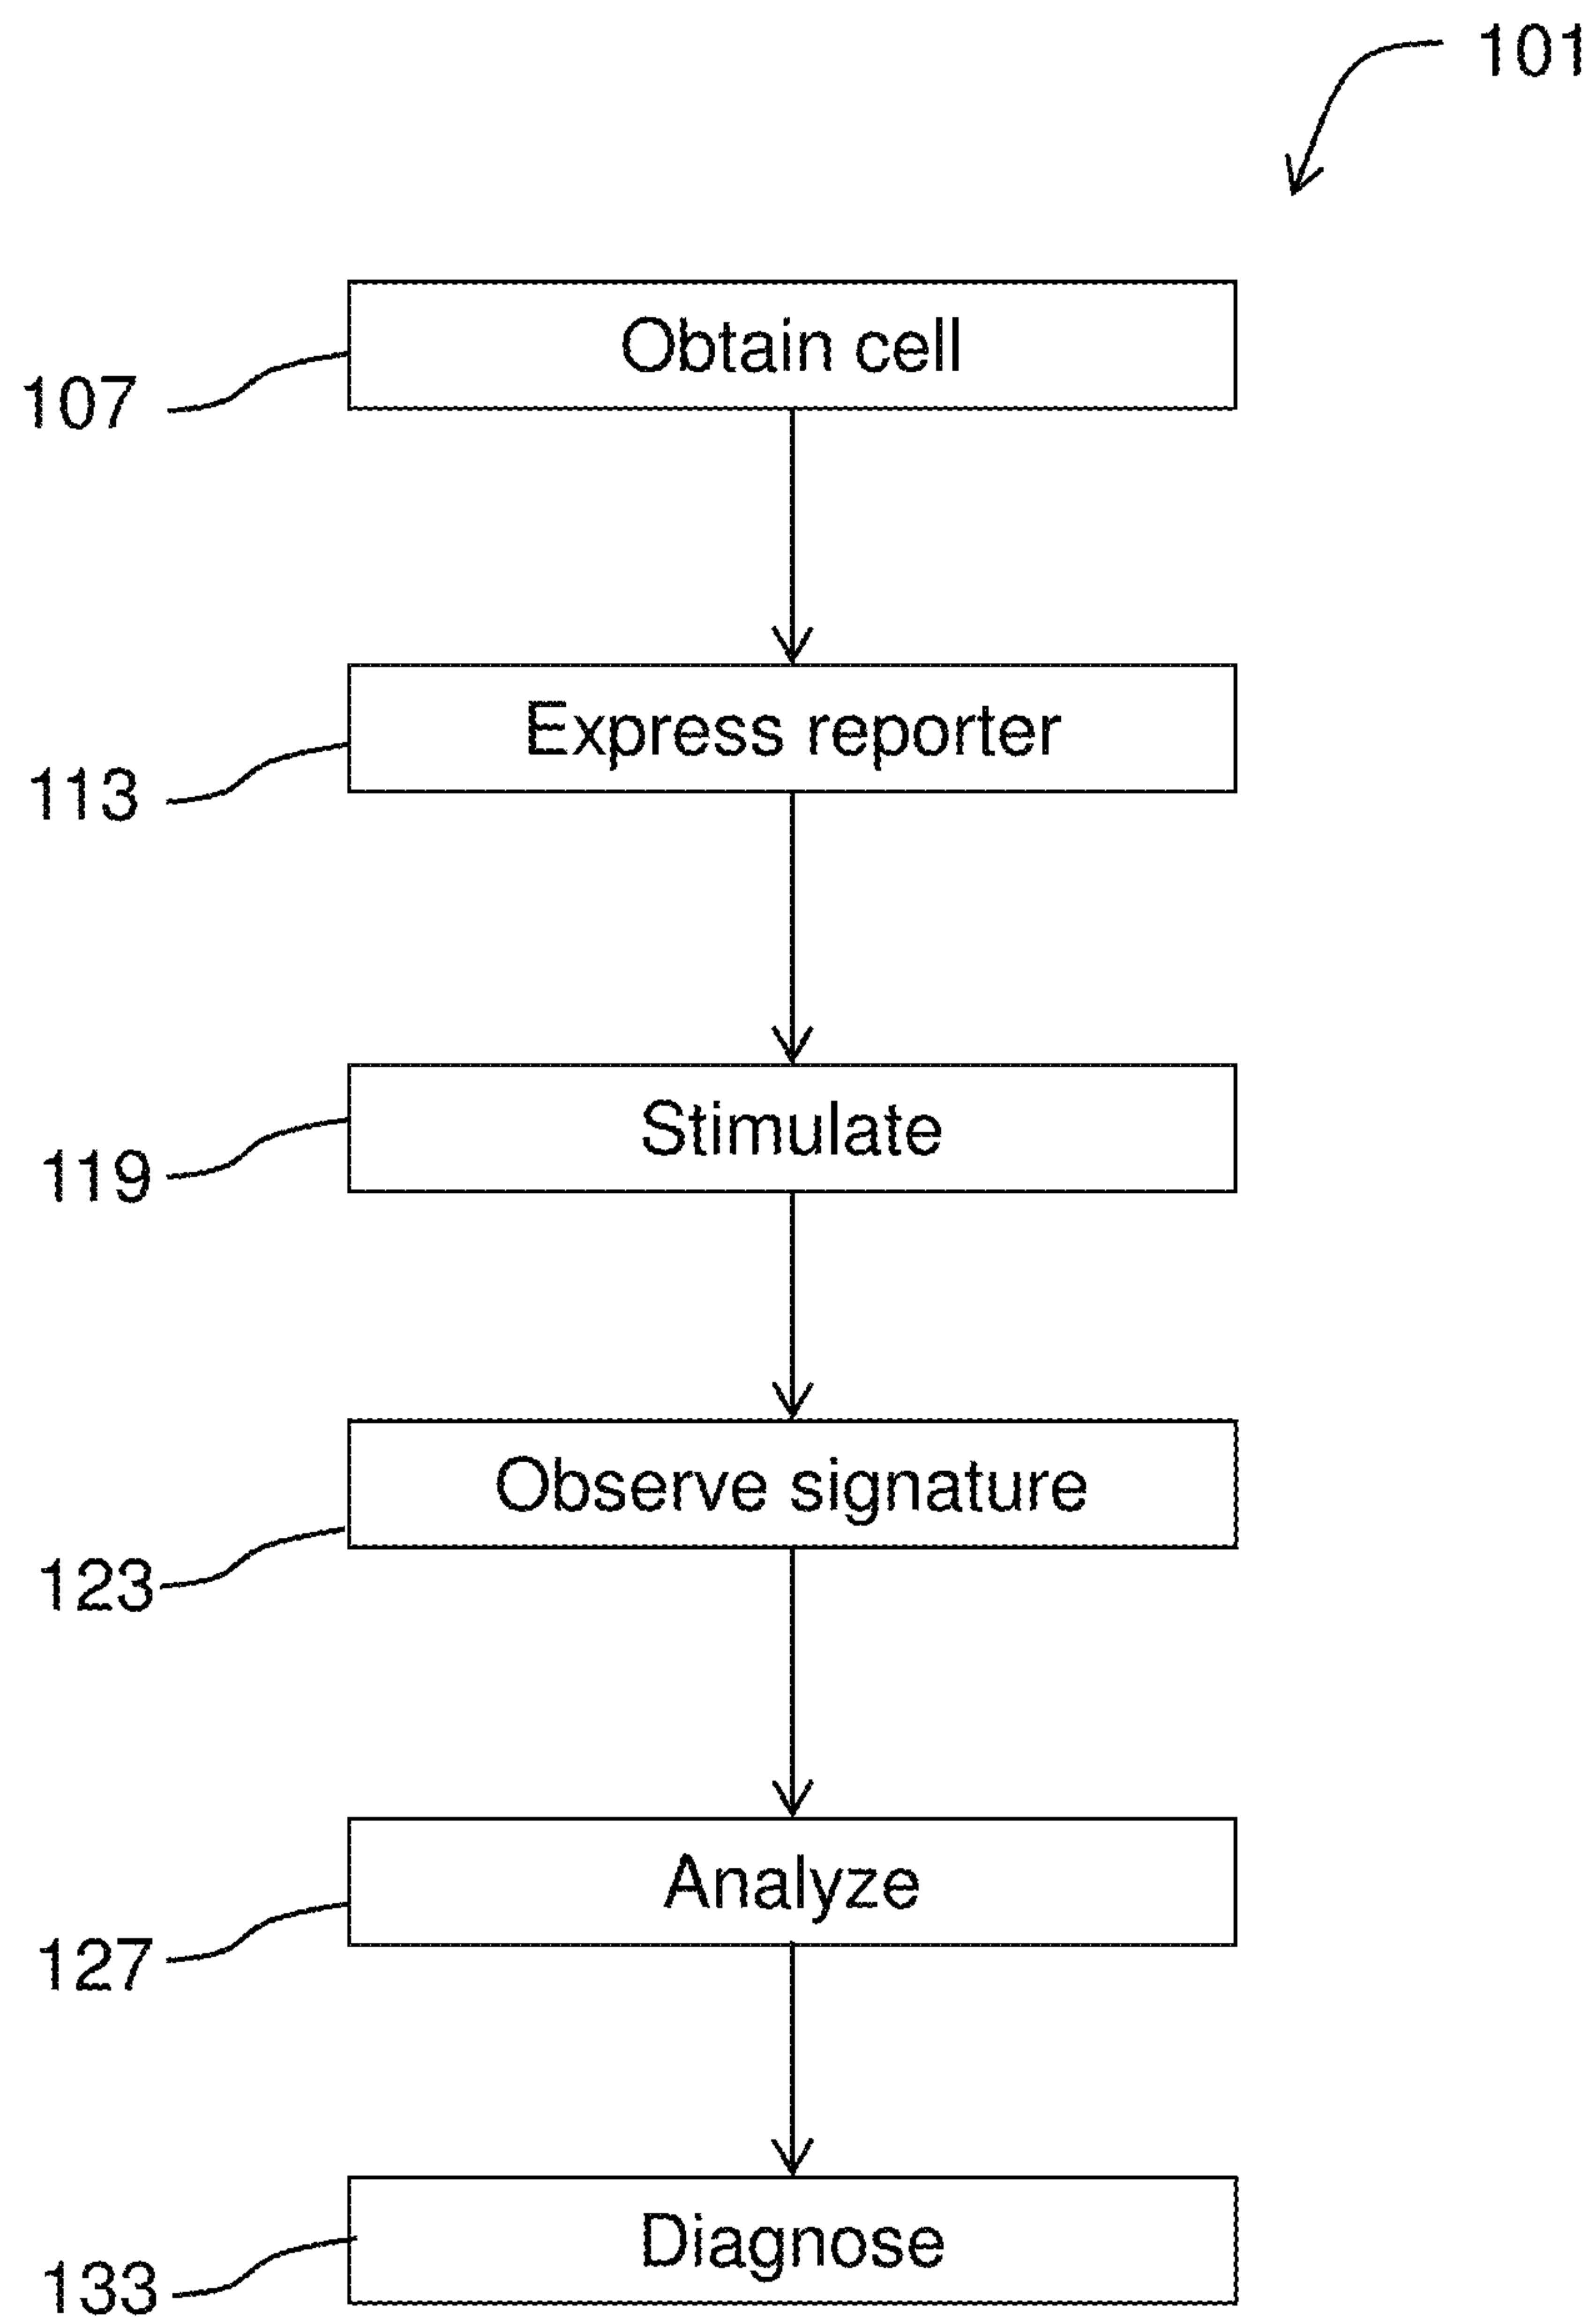 101
Obtain cell
107
Express reporter
113
Stimulate
119
Observe signature
123
Analyze
127
Diagnose
133